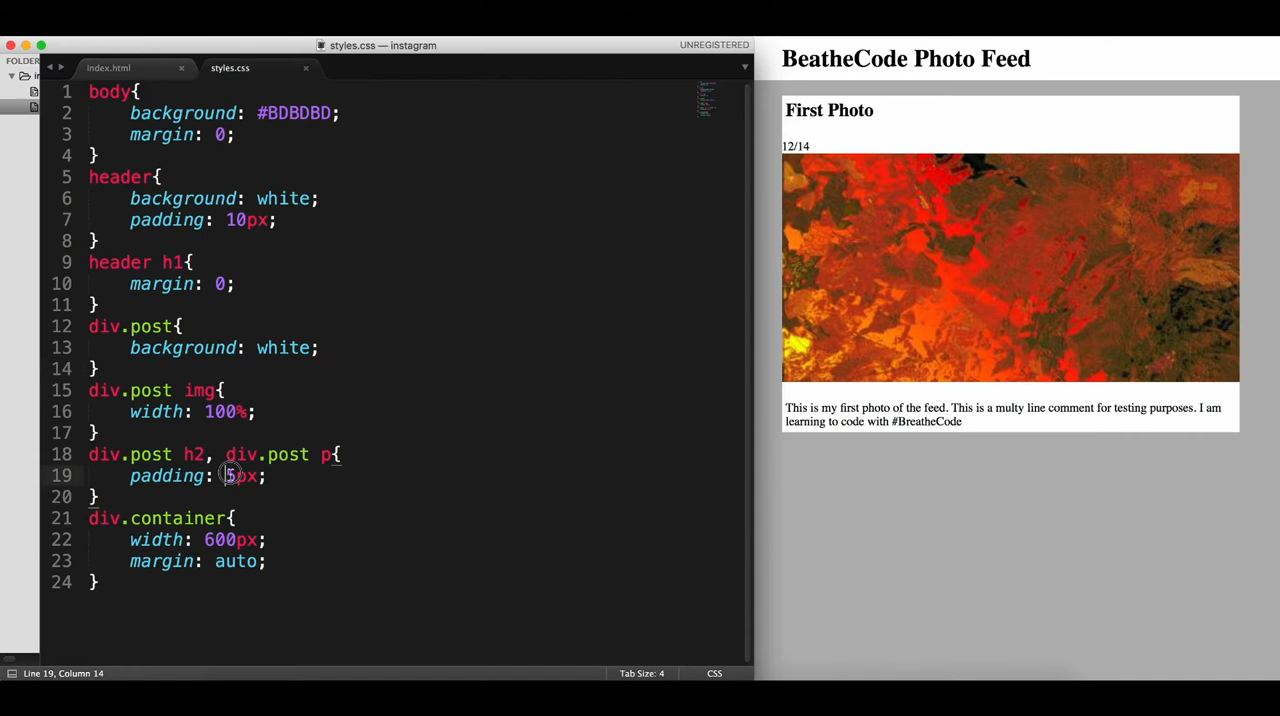 styles.css — instagram
UNREGISTERED
FOLDER
index.html
styles.css
1 body{
2 background: #BDBDBD;
3 margin: 0;
4 }
5 header{
6 background: white;
7 padding: 10px;
8 }
9 header h1{
10 margin: 0;
11 }
12 div.post{
13 background: white;
14 }
15 div.post img{
16 width: 100%;
17 }
18 div.post h2, div.post p{
19 padding: 5px;
20 }
21 div.container{
22 width: 600px;
23 margin: auto;
24 }
Line 19, Column 14
Tab Size: 4
CSS
BeatheCode Photo Feed
First Photo
12/14
This is my first photo of the feed. This is a multy line comment for testing purposes. I am
learning to code with #BreatheCode